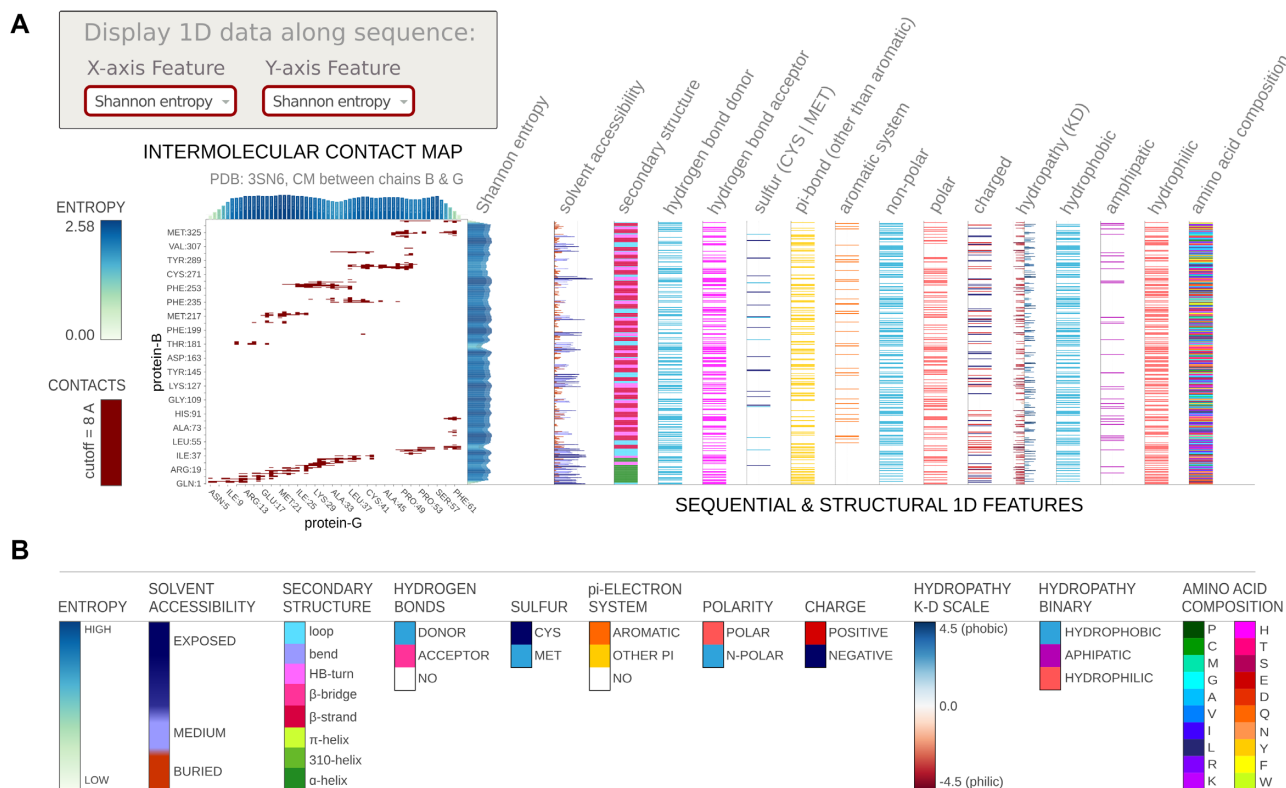 A
Display 1D data along sequence:
X-axis Feature
Y-axis Feature
Shannon entropy
Shannon entropy
INTERMOLECULAR CONTACT MAP
PDB: 3SN6, CM between chains B & G
ENTROPY
2.58
0.00
CONTACTS
cutoff = 8 A
protein-B
MET:325
VAL:307
TYR:289
CYS:271
PHE:253
PHE:235
MET:217
PHE:199
THR:181
ASP:163
TYR:145
LYS:127
GLY:109
HIS:91
ALA:73
LEU:55
ILE:37
ARG:19
GLN:1
ASN:5
ILE:9
ARG:13
GLU:17
MET:21
ILE:25
LYS:29
ALA:33
LEU:37
CYS:41
ALA:45
PRO:49
PRO:53
SER:57
PHE:61
protein-G
Shannon entropy
solvent accessibility
secondary structure
hydrogen bond donor
hydrogen bond acceptor
sulfur (CYS | MET)
pi-bond (other than aromatic)
aromatic system
non-polar
polar
charged
hydropathy (KD)
hydrophobic
amphipatic
hydrophilic
amino acid composition
SEQUENTIAL & STRUCTURAL 1D FEATURES
B
ENTROPY
HIGH
LOW
SOLVENT
ACCESSIBILITY
EXPOSED
MEDIUM
BURIED
SECONDARY
STRUCTURE
loop
bend
HB-turn
β-bridge
β-strand
π-helix
310-helix
α-helix
HYDROGEN
BONDS
DONOR
ACCEPTOR
NO
SULFUR
CYS
MET
pi-ELECTRON
SYSTEM
AROMATIC
OTHER PI
NO
POLARITY
POLAR
N-POLAR
CHARGE
POSITIVE
NEGATIVE
HYDROPATHY
K-D SCALE
4.5 (phobic)
0.0
-4.5 (philic)
HYDROPATHY
BINARY
HYDROPHOBIC
APHIPATIC
HYDROPHILIC
AMINO ACID
COMPOSITION
P
C
M
G
A
V
I
L
R
K
H
T
S
E
D
Q
N
Y
F
W